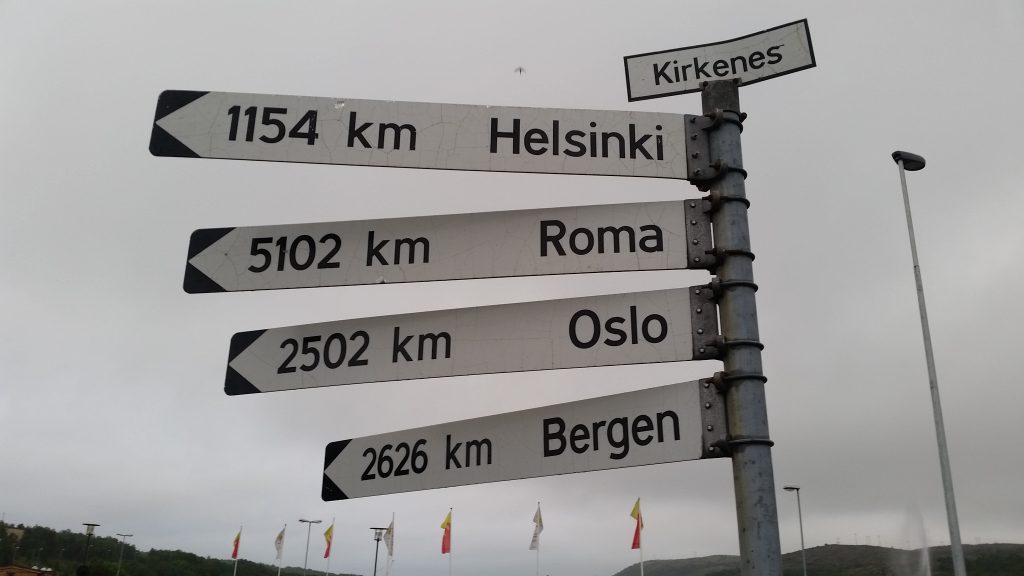 Kirkenes
1154 km Helsinki
5102 km Roma
2502 km Oslo
2626 km Bergen